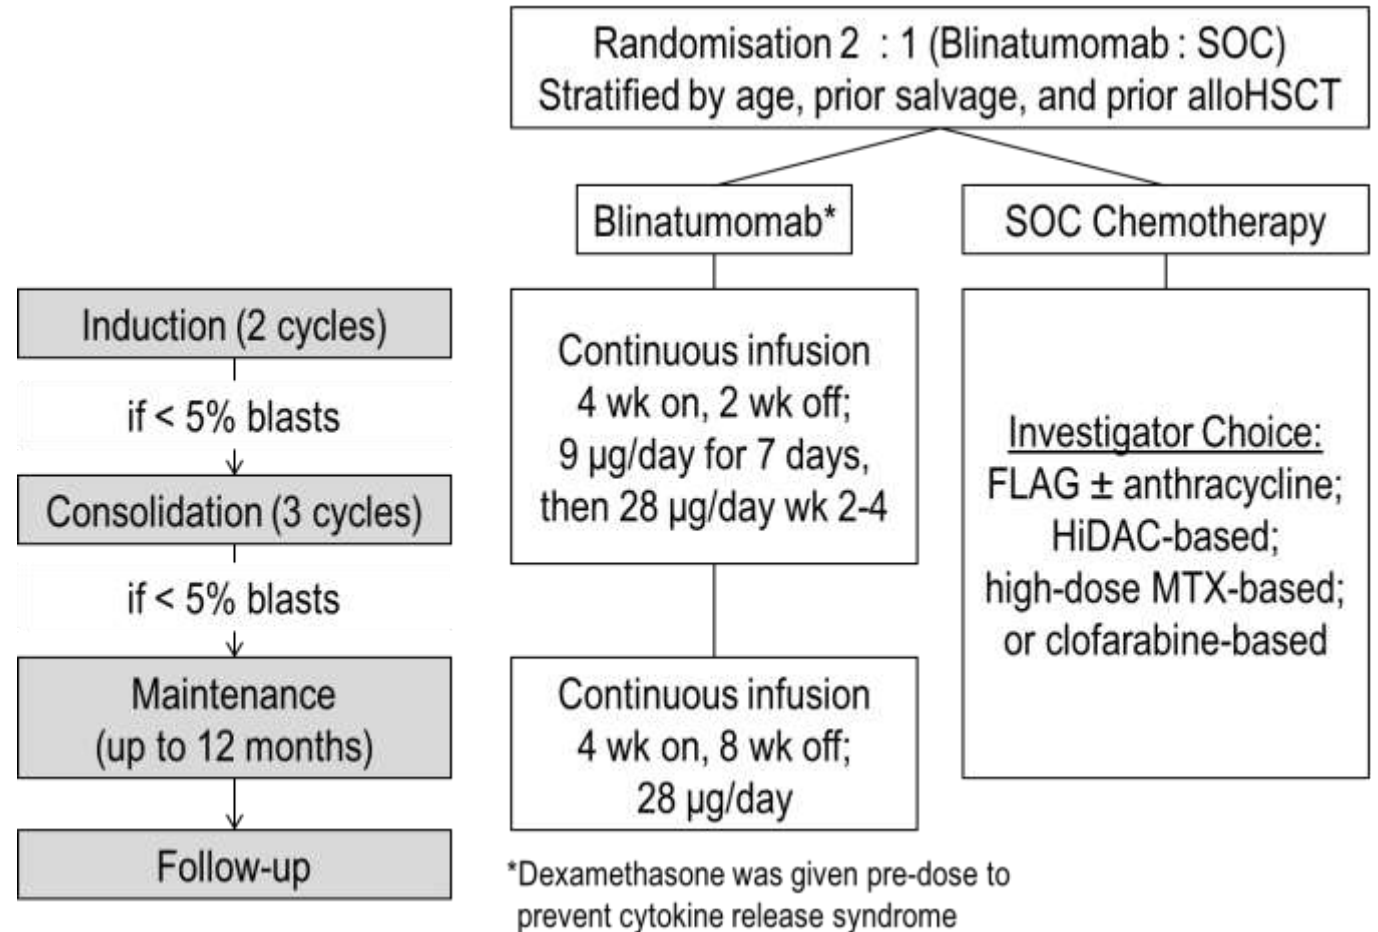 Randomisation 2 : 1 (Blinatumomab : SOC)
Stratified by age, prior salvage, and prior alloHSCT
Blinatumomab*
SOC Chemotherapy
Induction (2 cycles)
if < 5% blasts
Consolidation (3 cycles)
if < 5% blasts
Maintenance
(up to 12 months)
Follow-up
Continuous infusion
4 wk on, 2 wk off;
9 µg/day for 7 days,
then 28 µg/day wk 2-4
Continuous infusion
4 wk on, 8 wk off;
28 µg/day
Investigator Choice:
FLAG ± anthracycline;
HiDAC-based;
high-dose MTX-based;
or clofarabine-based
*Dexamethasone was given pre-dose to
prevent cytokine release syndrome